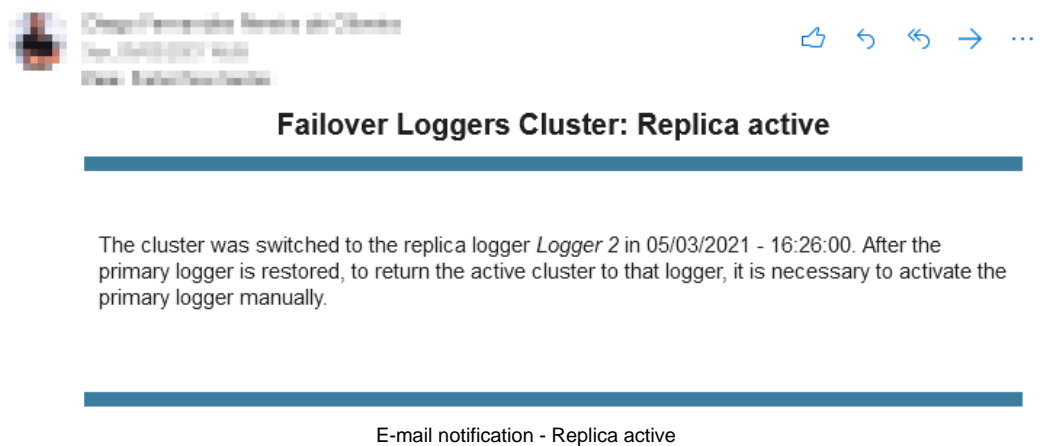 Failover Loggers Cluster: Replica active
The cluster was switched to the replica logger Logger 2 in 05/03/2021 - 16:26:00. After the
primary logger is restored, to return the active cluster to that logger, it is necessary to activate the
primary logger manually.
E-mail notification - Replica active